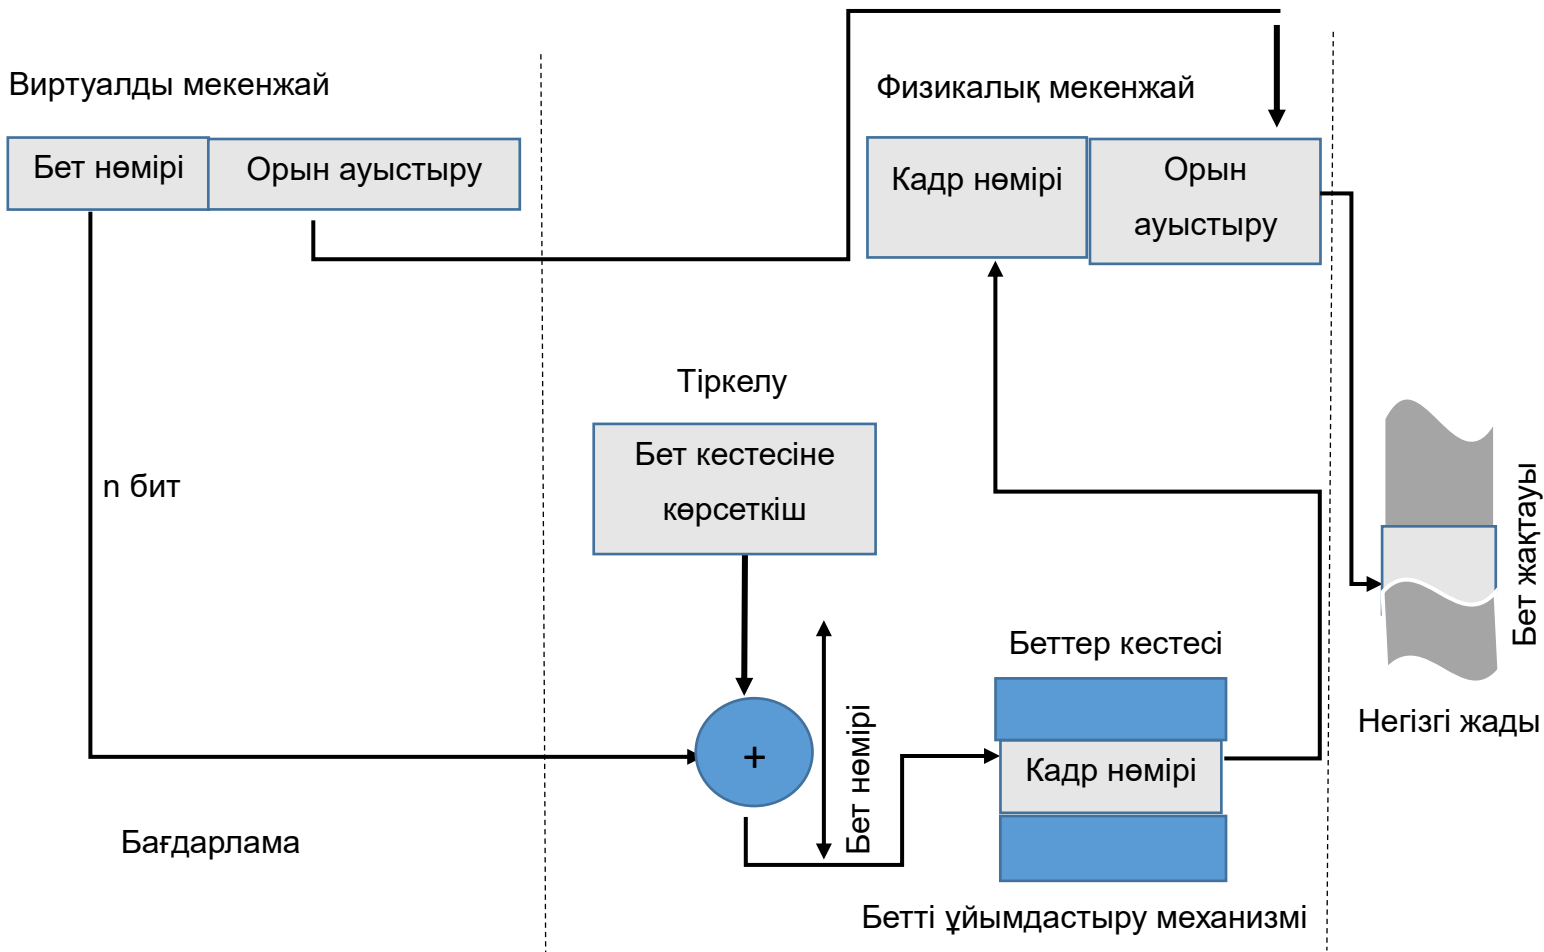 Виртуалды мекенжай
Физикалық мекенжай
Бет нөмірі
Орын ауыстыру
Кадр нөмірі
Орын
ауыстыру
Тіркелу
Бет кестесіне
көрсеткіш
n бит
Бет жақтауы
Беттер кестесі
Негізгі жады
+
Бет нөмірі
Кадр нөмірі
Бағдарлама
Бетті ұйымдастыру механизмі